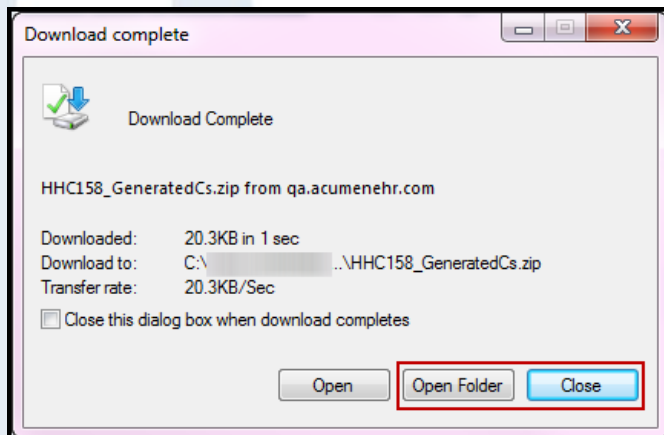 Download complete
Download Complete
HHC158_GeneratedCs.zip from qa.acumenehr.com
Downloaded: 20.3KB in 1 sec
Download to: C:\ ..\HHC158_GeneratedCs.zip
Transfer rate: 20.3KB/Sec
Close this dialog box when download completes
Open Open Folder Close